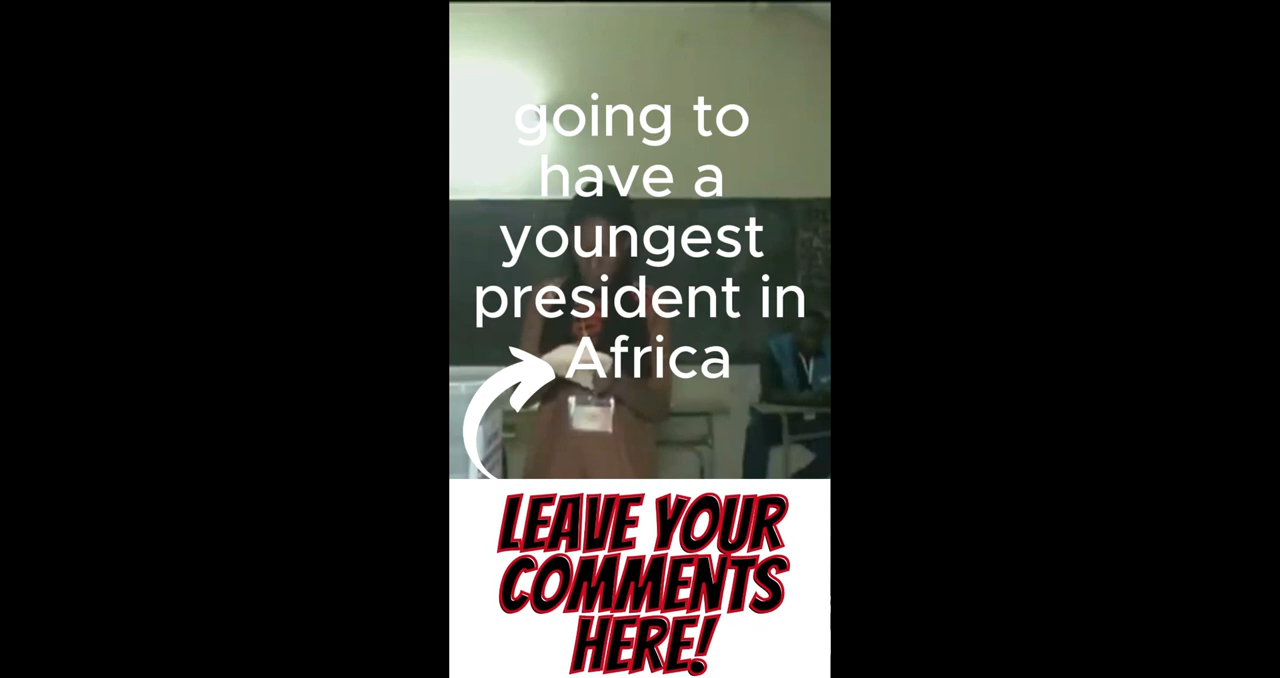 going to
have a
youngest
president in
Africa
LEAVE YOUR
COMMENTS
HERE!